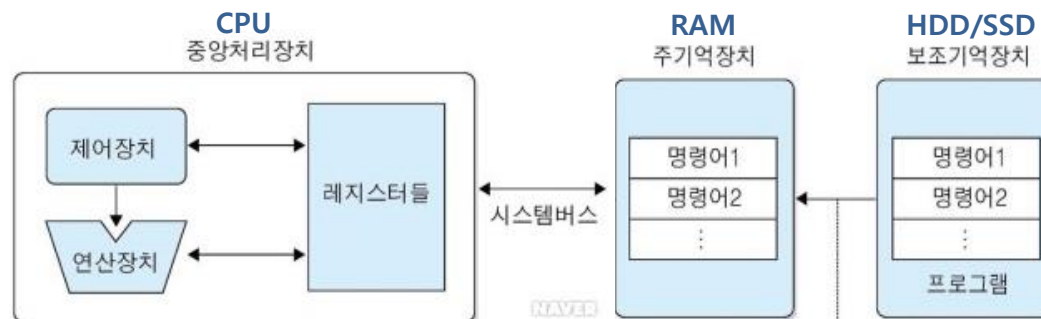 CPU
중앙처리장치
제어장치
연산장치
레지스터들
시스템버스
RAM
주기억장치
명령어1
명령어2
⋮
HDD/SSD
보조기억장치
명령어1
명령어2
⋮
프로그램
NAVER